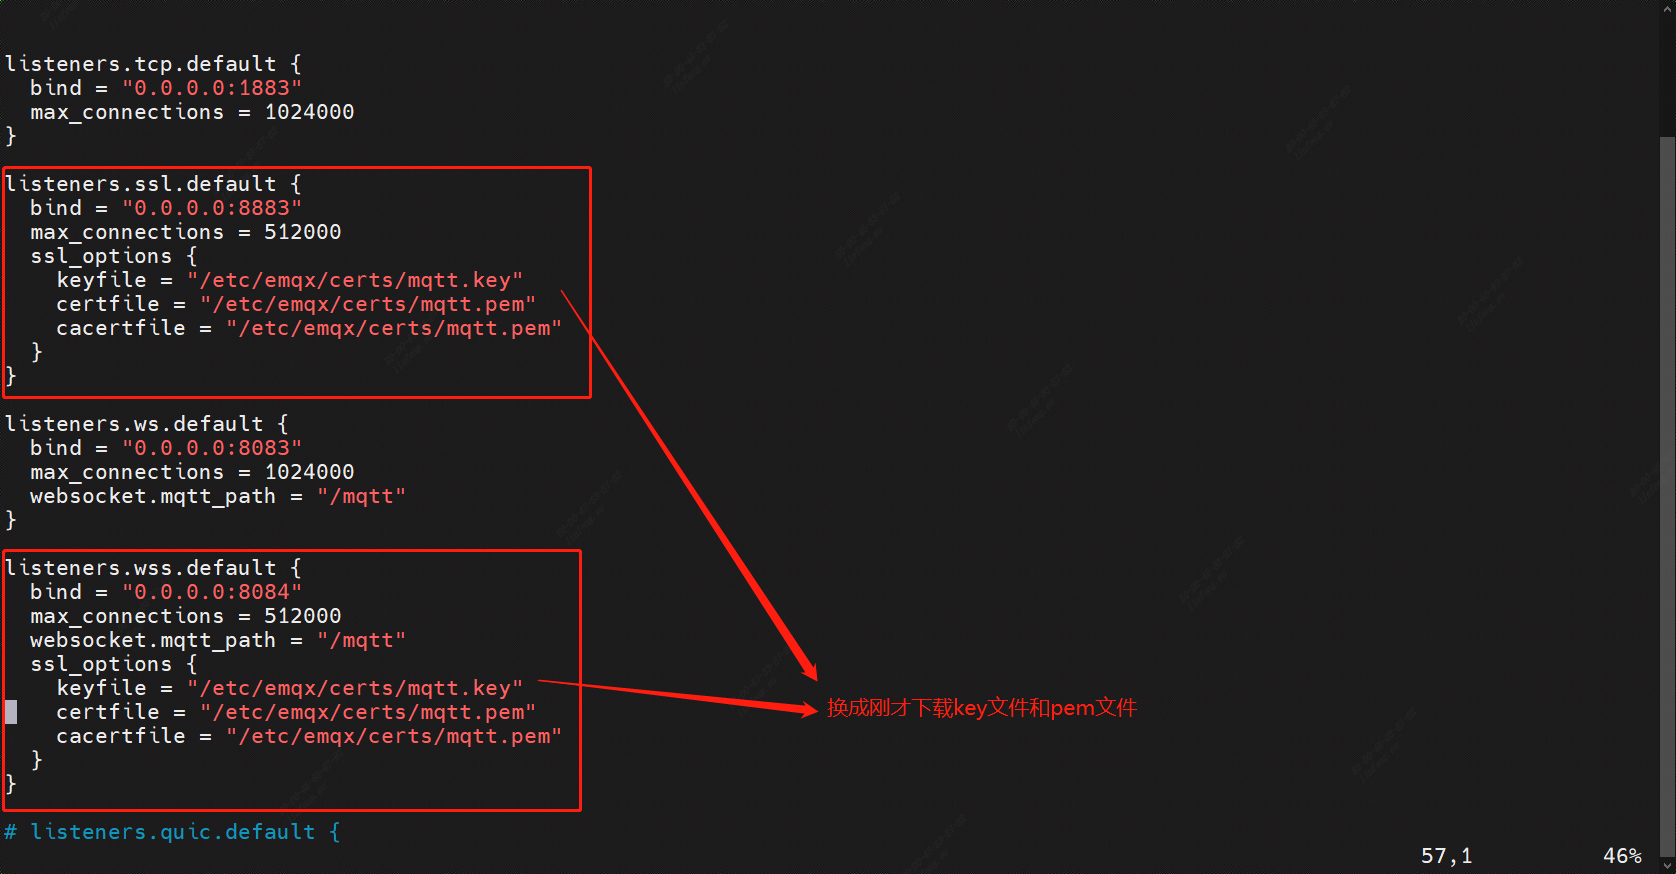 listeners.tcp.default {
  bind = "0.0.0.0:1883"
  max_connections = 1024000
}
listeners.ssl.default {
  bind = "0.0.0.0:8883"
  max_connections = 512000
  ssl_options {
    keyfile = "/etc/emqx/certs/mqtt.key"
    certfile = "/etc/emqx/certs/mqtt.pem"
    cacertfile = "/etc/emqx/certs/mqtt.pem"
  }
}
listeners.ws.default {
  bind = "0.0.0.0:8083"
  max_connections = 1024000
  websocket.mqtt_path = "/mqtt"
}
listeners.wss.default {
  bind = "0.0.0.0:8084"
  max_connections = 512000
  websocket.mqtt_path = "/mqtt"
  ssl_options {
    keyfile = "/etc/emqx/certs/mqtt.key"
    certfile = "/etc/emqx/certs/mqtt.pem"
    cacertfile = "/etc/emqx/certs/mqtt.pem"
  }
}
换成刚才下载key文件和pem文件
# listeners.quic.default {
57,1 46%